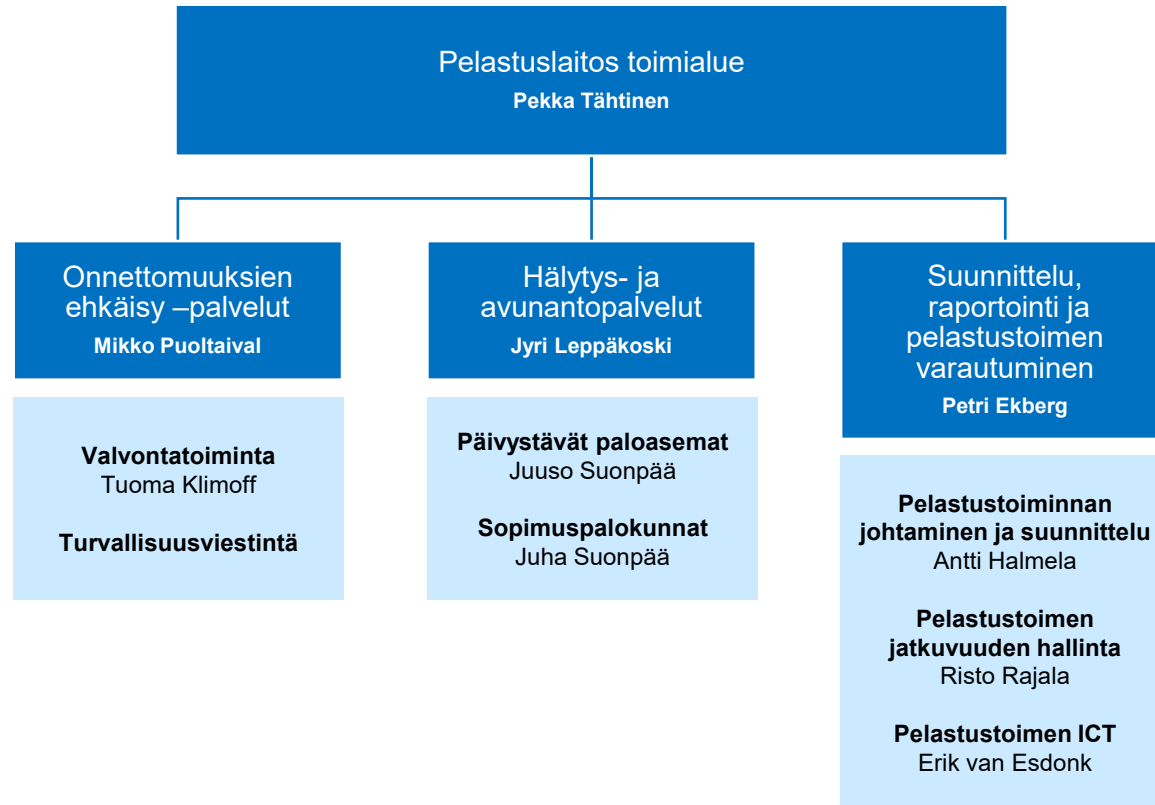 Pelastuslaitos toimialue
Pekka Tähtinen
Onnettomuuksien
ehkäisy –palvelut
Mikko Puoltaival
Valvontatoiminta
Tuoma Klimoff
Turvallisuusviestintä
Hälytys- ja
avunantopalvelut
Jyri Leppäkoski
Päivystävät paloasemat
Juuso Suonpää
Sopimuspalokunnat
Juha Suonpää
Suunnittelu,
raportointi ja
pelastustoimen
varautuminen
Petri Ekberg
Pelastustoiminnan
johtaminen ja suunnittelu
Antti Halmela
Pelastustoimen
jatkuvuuden hallinta
Risto Rajala
Pelastustoimen ICT
Erik van Esdonk